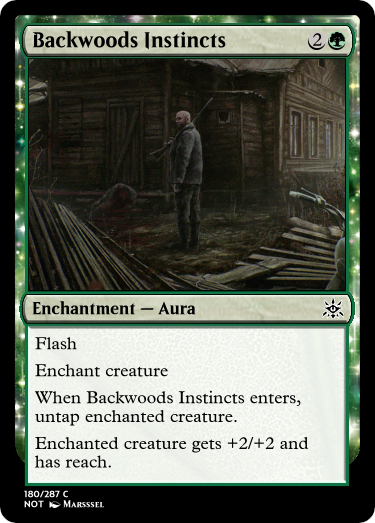 Backwoods Instincts 2
Enchantment — Aura
Flash
Enchant creature
When Backwoods Instincts enters,
untap enchanted creature.
Enchanted creature gets +2/+2 and
has reach.
180/287 C
NOT Marsssel